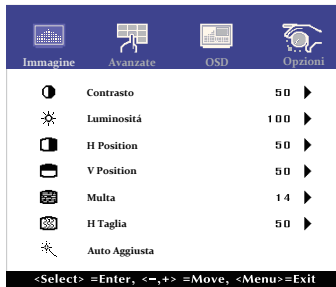 Immagine Avanzate OSD Opzioni
Contrasto 50
Luminositá 100
H Position 50
V Position 50
Multa 14
H Taglia 50
Auto Aggiusta
<Select> =Enter, <–,+> =Move, <Menu>=Exit